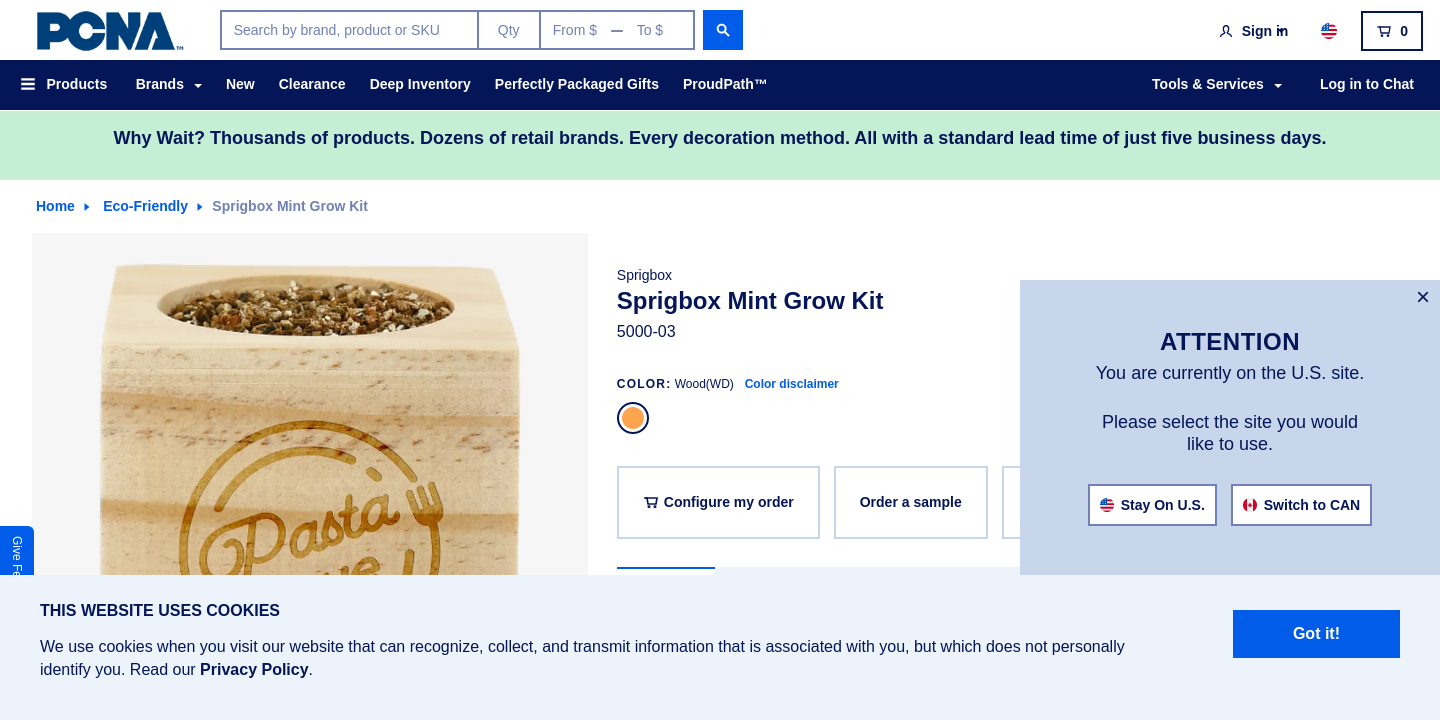 PCNA™
Search by brand, product or SKU
Qty
From $ — To $
Sign in
0
Products
Brands
New
Clearance
Deep Inventory
Perfectly Packaged Gifts
ProudPath™
Tools & Services
Log in to Chat
Why Wait? Thousands of products. Dozens of retail brands. Every decoration method. All with a standard lead time of just five business days.
Home
Eco-Friendly
Sprigbox Mint Grow Kit
Sprigbox
Sprigbox Mint Grow Kit
5000-03
COLOR: Wood(WD) Color disclaimer
Configure my order
Order a sample
Pasta
ATTENTION
You are currently on the U.S. site.
Please select the site you would
like to use.
Stay On U.S.
Switch to CAN
Give
THIS WEBSITE USES COOKIES
We use cookies when you visit our website that can recognize, collect, and transmit information that is associated with you, but which does not personally
identify you. Read our Privacy Policy.
Got it!